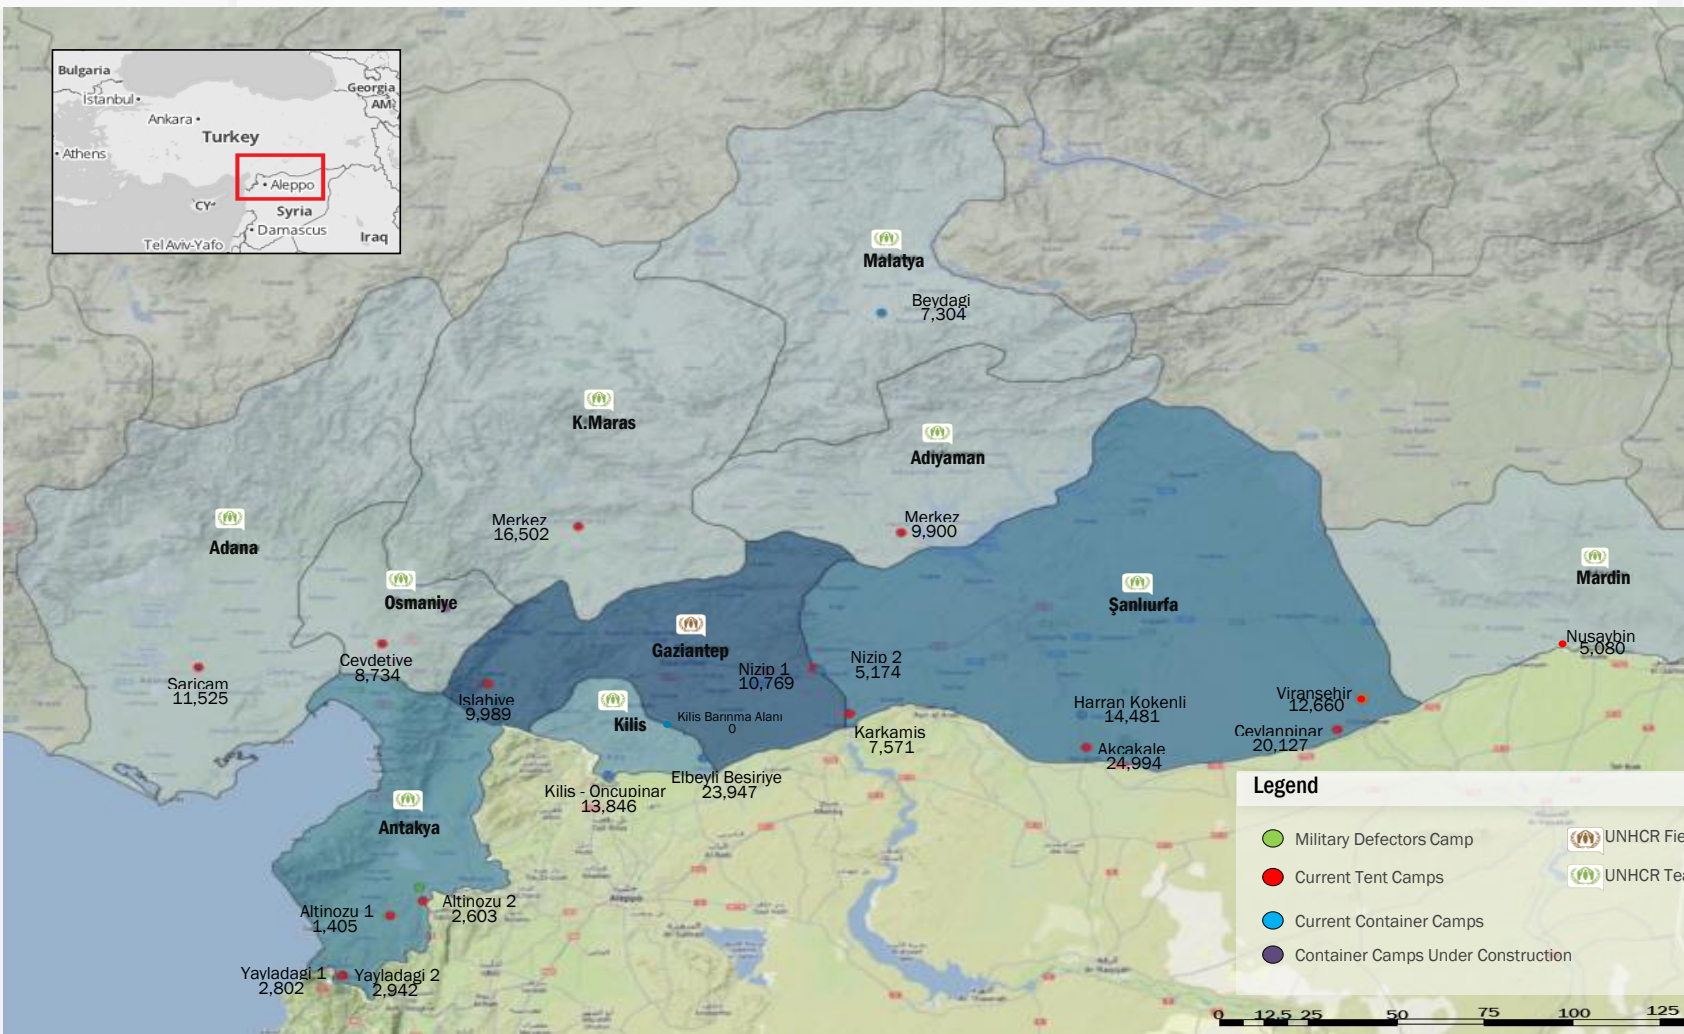 Bulgaria
Georgia
İstanbul
AM
Ankara
Turkey
Athens
Aleppo
CY
Syria
Damascus
Tel Aviv-Yafo
Iraq
Malatya
Beydagi
7,304
K.Maras
Merkez
16,502
Adıyaman
Merkez
9,900
Adana
Saricam
11,525
Osmaniye
Cevdetiye
8,734
Gaziantep
Islahiye
9,989
Nizip 1
10,769
Nizip 2
5,174
Karkamis
7,571
Şanlıurfa
Harran Kokenli
14,481
Akcakale
24,994
Viransehir
12,660
Ceylanpinar
20,127
Mardin
Nusaybin
5,080
Kilis
Kilis Barınma Alanı
0
Kilis - Oncupinar
13,846
Elbeyli Besiriye
23,947
Antakya
Altinozu 1
1,405
Altinozu 2
2,603
Yayladagi 1
2,802
Yayladagi 2
2,942
Legend
Military Defectors Camp
UNHCR Fie
Current Tent Camps
UNHCR Tea
Current Container Camps
Container Camps Under Construction
0 12,5 25 50 75 100 125